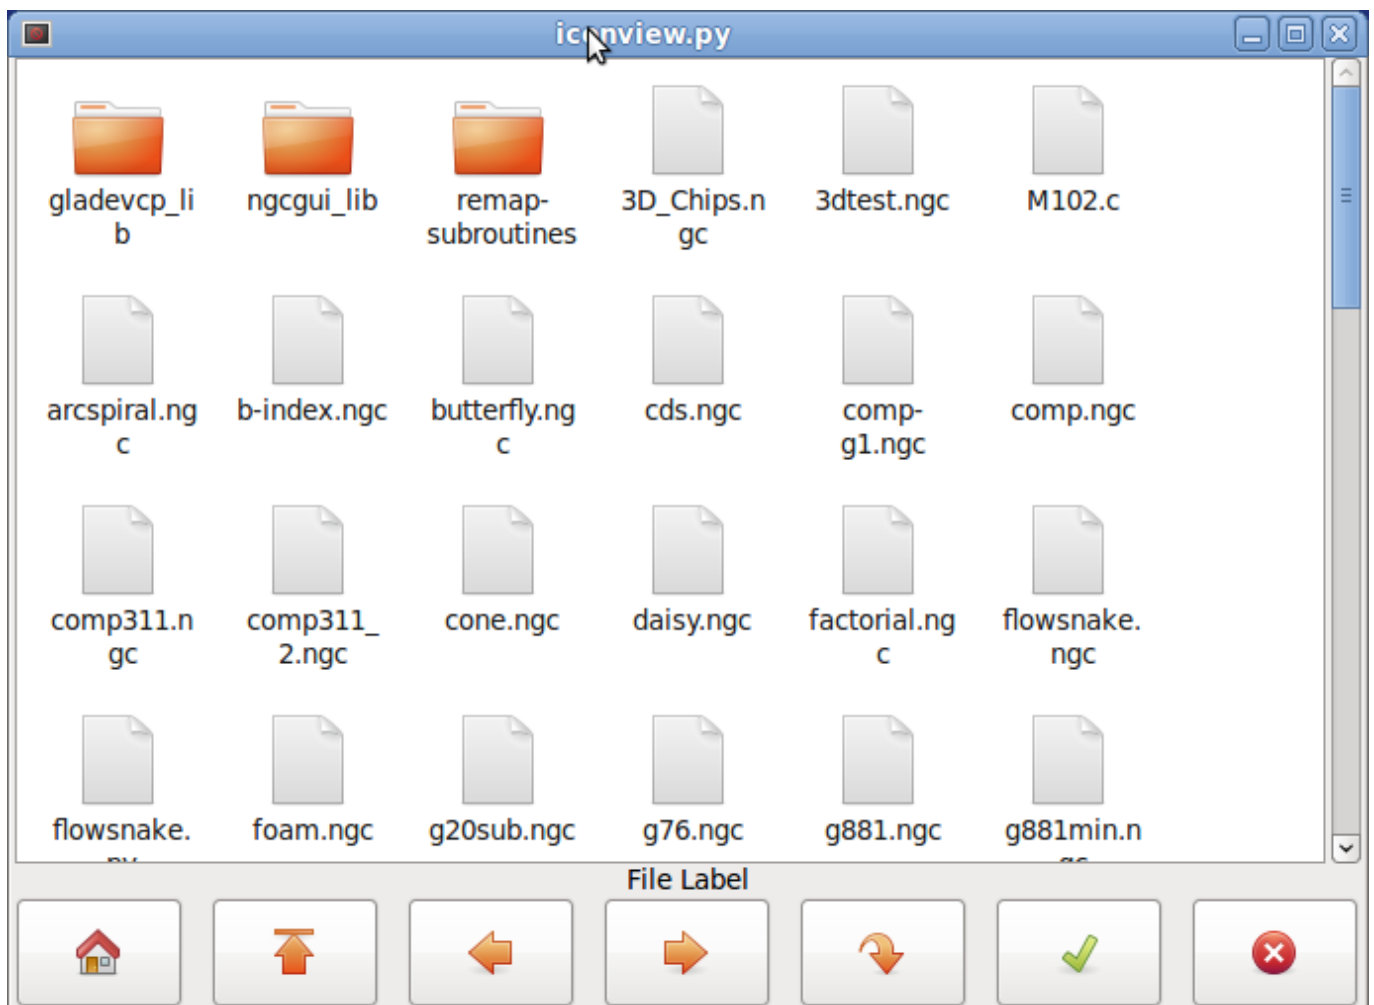 iconview.py
gladevcp_li ngcgui_lib remap- 3D_Chips.n 3dtest.ngc M102.c
b subroutines gc
arcspiral.ng b-index.ngc butterfly.ng cds.ngc comp- comp.ngc
c c g1.ngc
comp311.n comp311_ cone.ngc daisy.ngc factorial.ng flowsnake.
gc 2.ngc c ngc
flowsnake. foam.ngc g20sub.ngc g76.ngc g881.ngc g881min.n
File Label